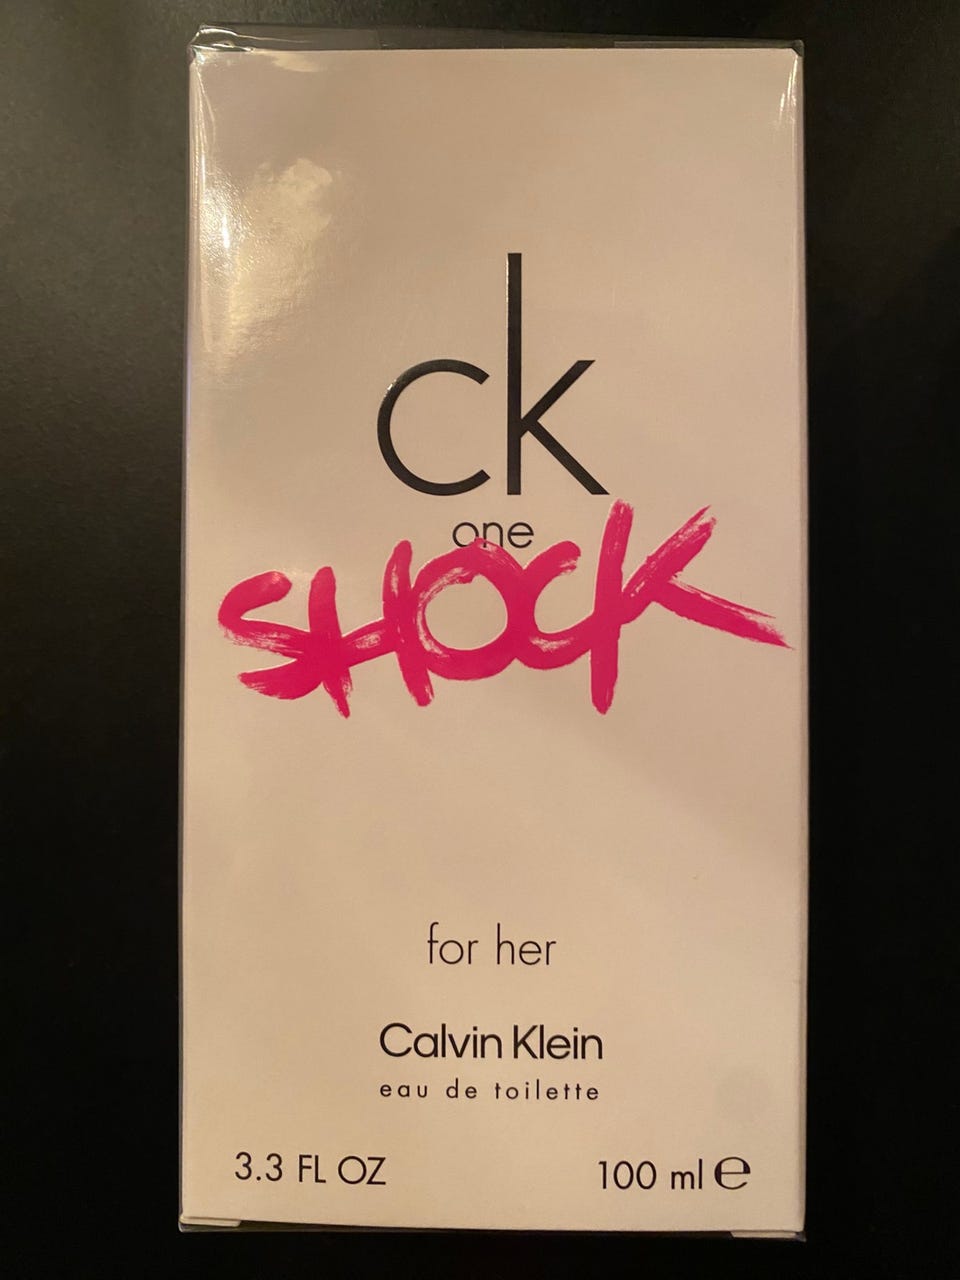 ck
one
SHOCK
for her
Calvin Klein
eau de toilette
3.3 FL OZ 100 ml ℮